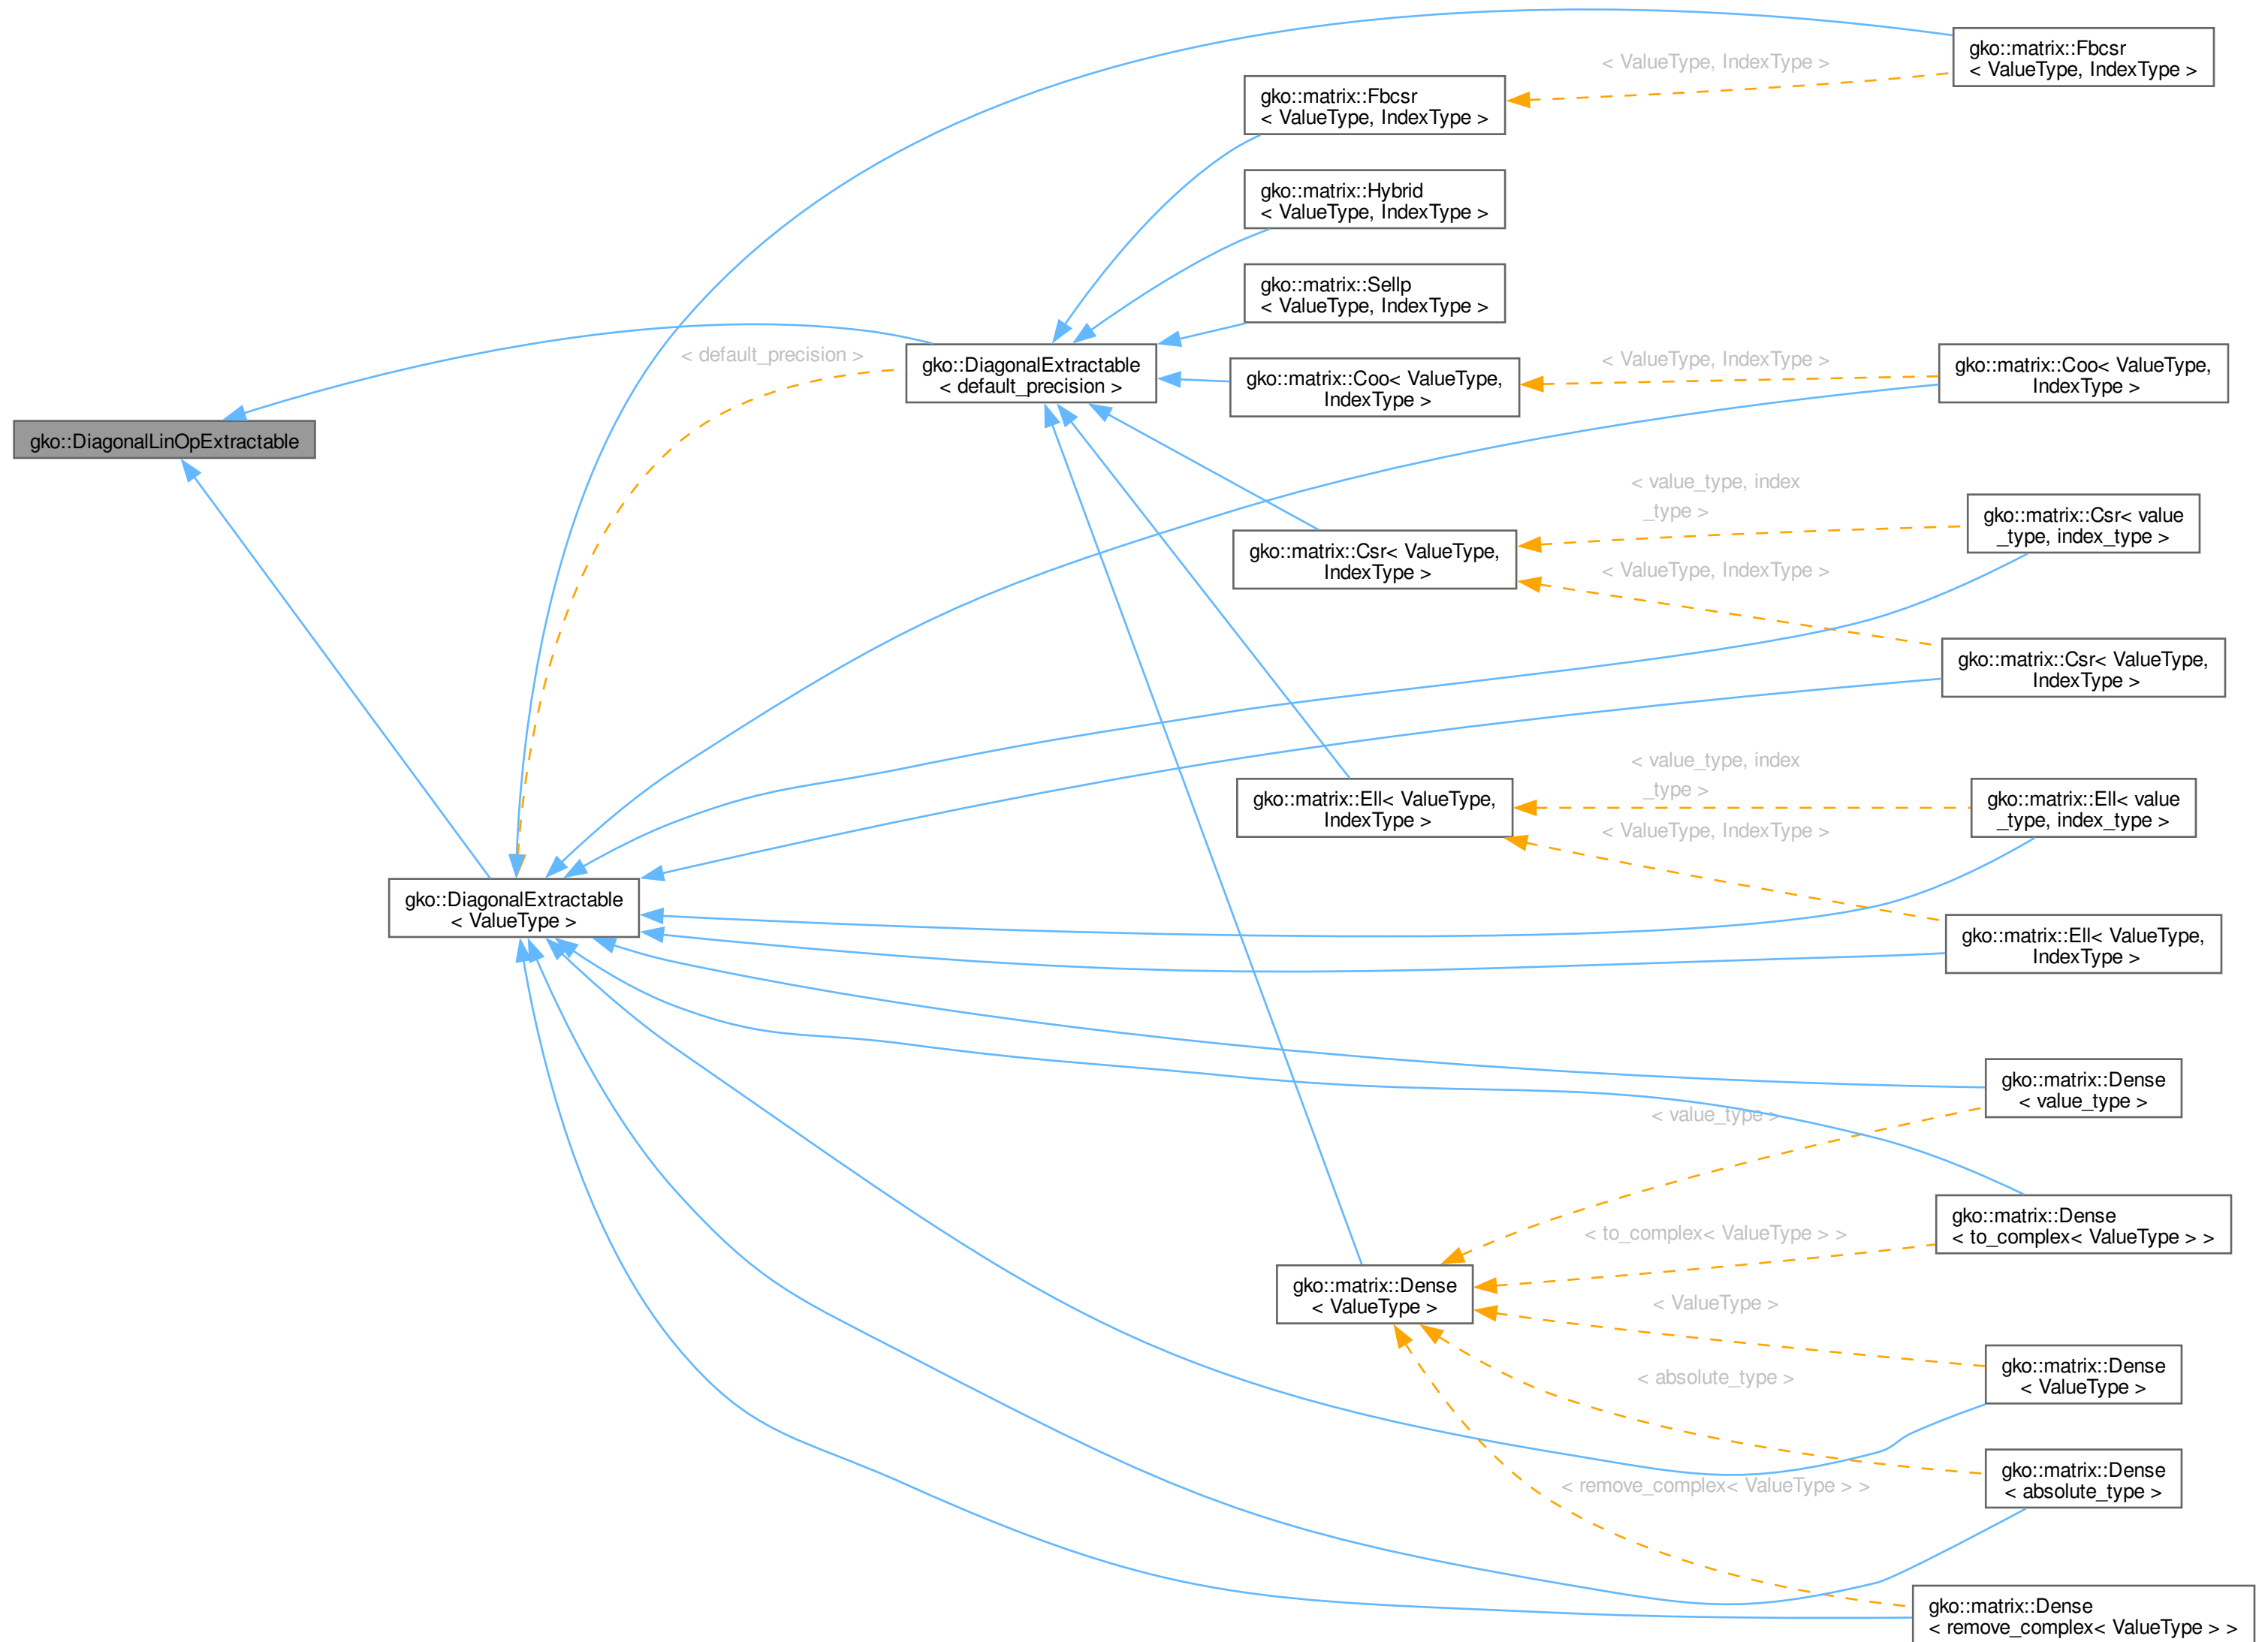 gko::matrix::Fbcsr
< ValueType, IndexType >
< ValueType, IndexType >
gko::matrix::Fbcsr
< ValueType, IndexType >
gko::matrix::Hybrid
< ValueType, IndexType >
gko::matrix::Sellp
< ValueType, IndexType >
< default_precision >
gko::DiagonalExtractable
< default_precision >
gko::matrix::Coo< ValueType,
IndexType >
< ValueType, IndexType >
gko::matrix::Coo< ValueType,
IndexType >
gko::DiagonalLinOpExtractable
< value_type, index
_type >
gko::matrix::Csr< value
_type, index_type >
gko::matrix::Csr< ValueType,
IndexType >
< ValueType, IndexType >
gko::matrix::Csr< ValueType,
IndexType >
< value_type, index
_type >
gko::matrix::Ell< ValueType,
IndexType >
gko::matrix::Ell< value
_type, index_type >
< ValueType, IndexType >
gko::DiagonalExtractable
< ValueType >
gko::matrix::Ell< ValueType,
IndexType >
gko::matrix::Dense
< value_type >
< value_type >
gko::matrix::Dense
< to_complex< ValueType > >
< to_complex< ValueType > >
gko::matrix::Dense
< ValueType >
< ValueType >
gko::matrix::Dense
< ValueType >
< absolute_type >
gko::matrix::Dense
< absolute_type >
< remove_complex< ValueType > >
gko::matrix::Dense
< remove_complex< ValueType > >